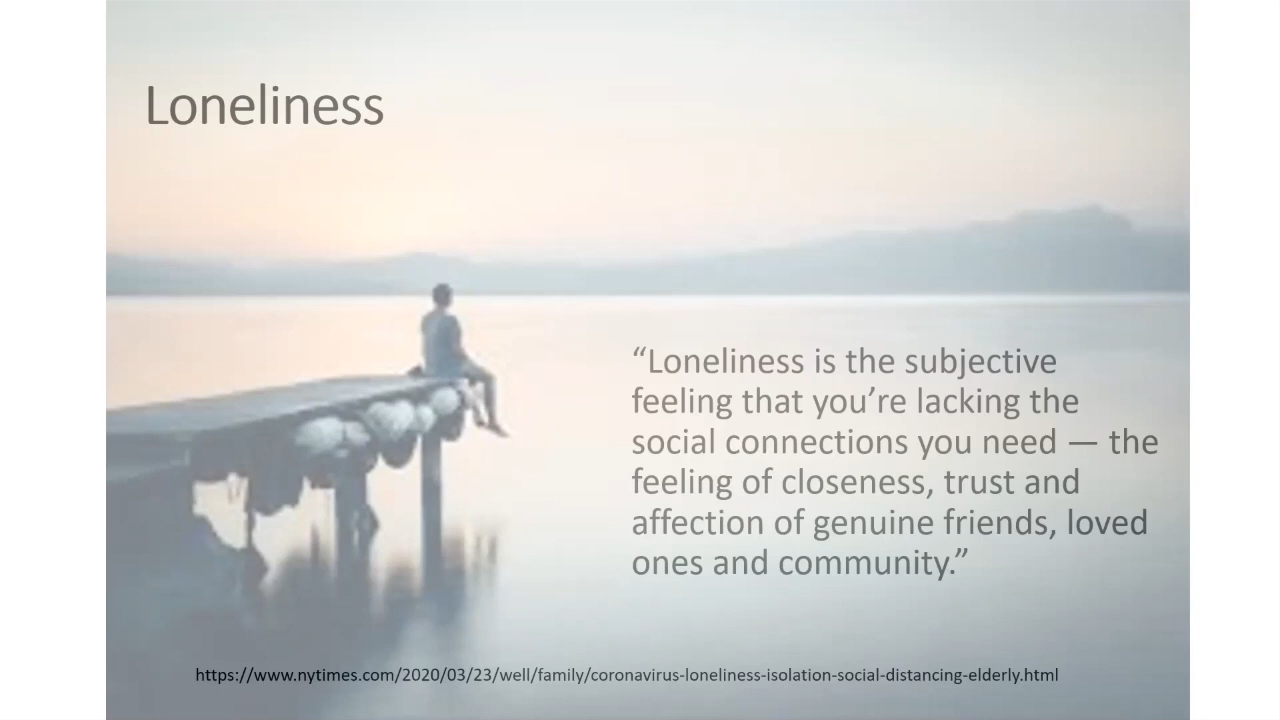 Loneliness
“Loneliness is the subjective
feeling that you’re lacking the
social connections you need — the
feeling of closeness, trust and
affection of genuine friends, loved
ones and community.”
https://www.nytimes.com/2020/03/23/well/family/coronavirus-loneliness-isolation-social-distancing-elderly.html